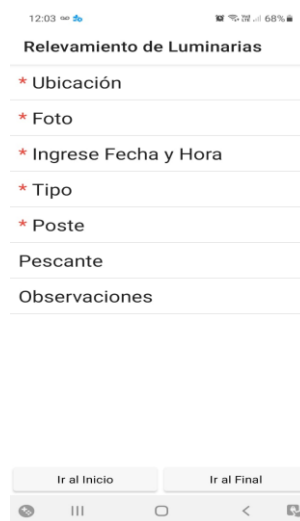 12:03
68%
Relevamiento de Luminarias
* Ubicación
* Foto
* Ingrese Fecha y Hora
* Tipo
* Poste
Pescante
Observaciones
Ir al Inicio
Ir al Final